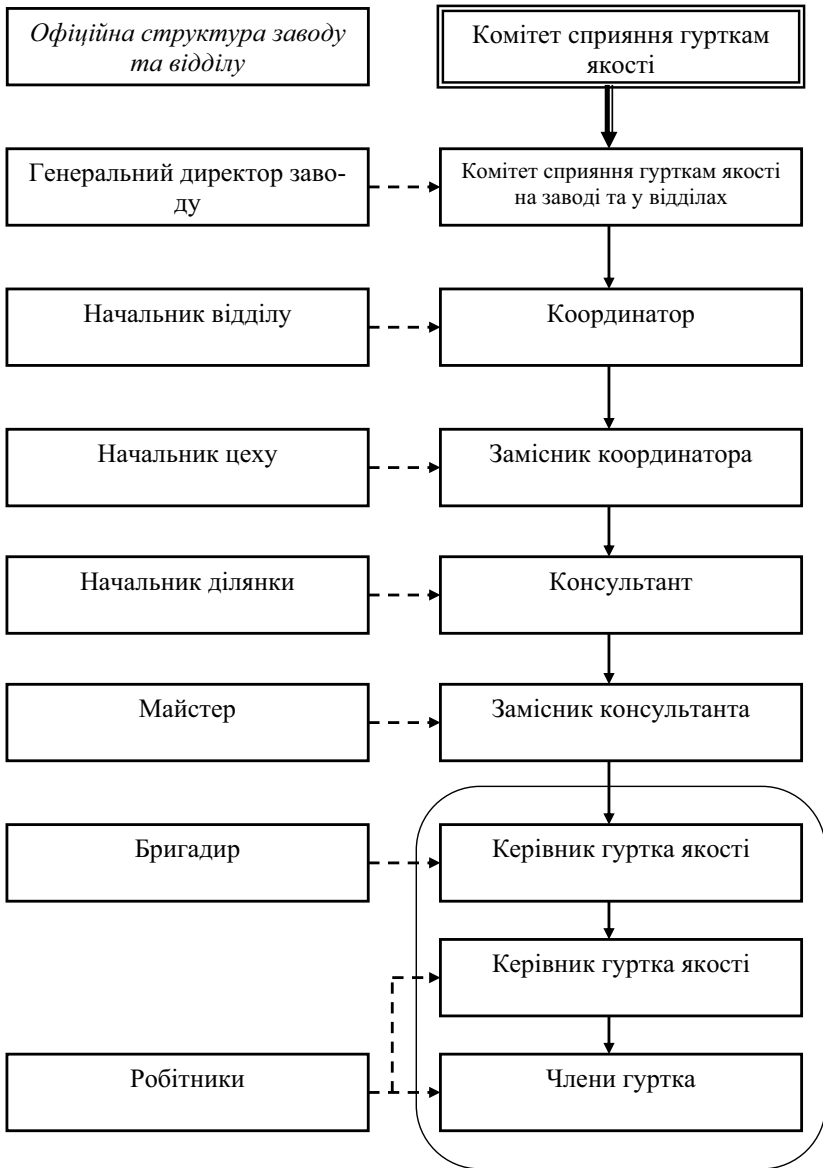 Офіційна структура заводу
та відділу
Комітет сприяння гурткам
якості
Генеральний директор заво-
ду
Комітет сприяння гурткам якості
на заводі та у відділах
Начальник відділу
Координатор
Начальник цеху
Замісник координатора
Начальник ділянки
Консультант
Майстер
Замісник консультанта
Бригадир
Керівник гуртка якості
Керівник гуртка якості
Робітники
Члени гуртка